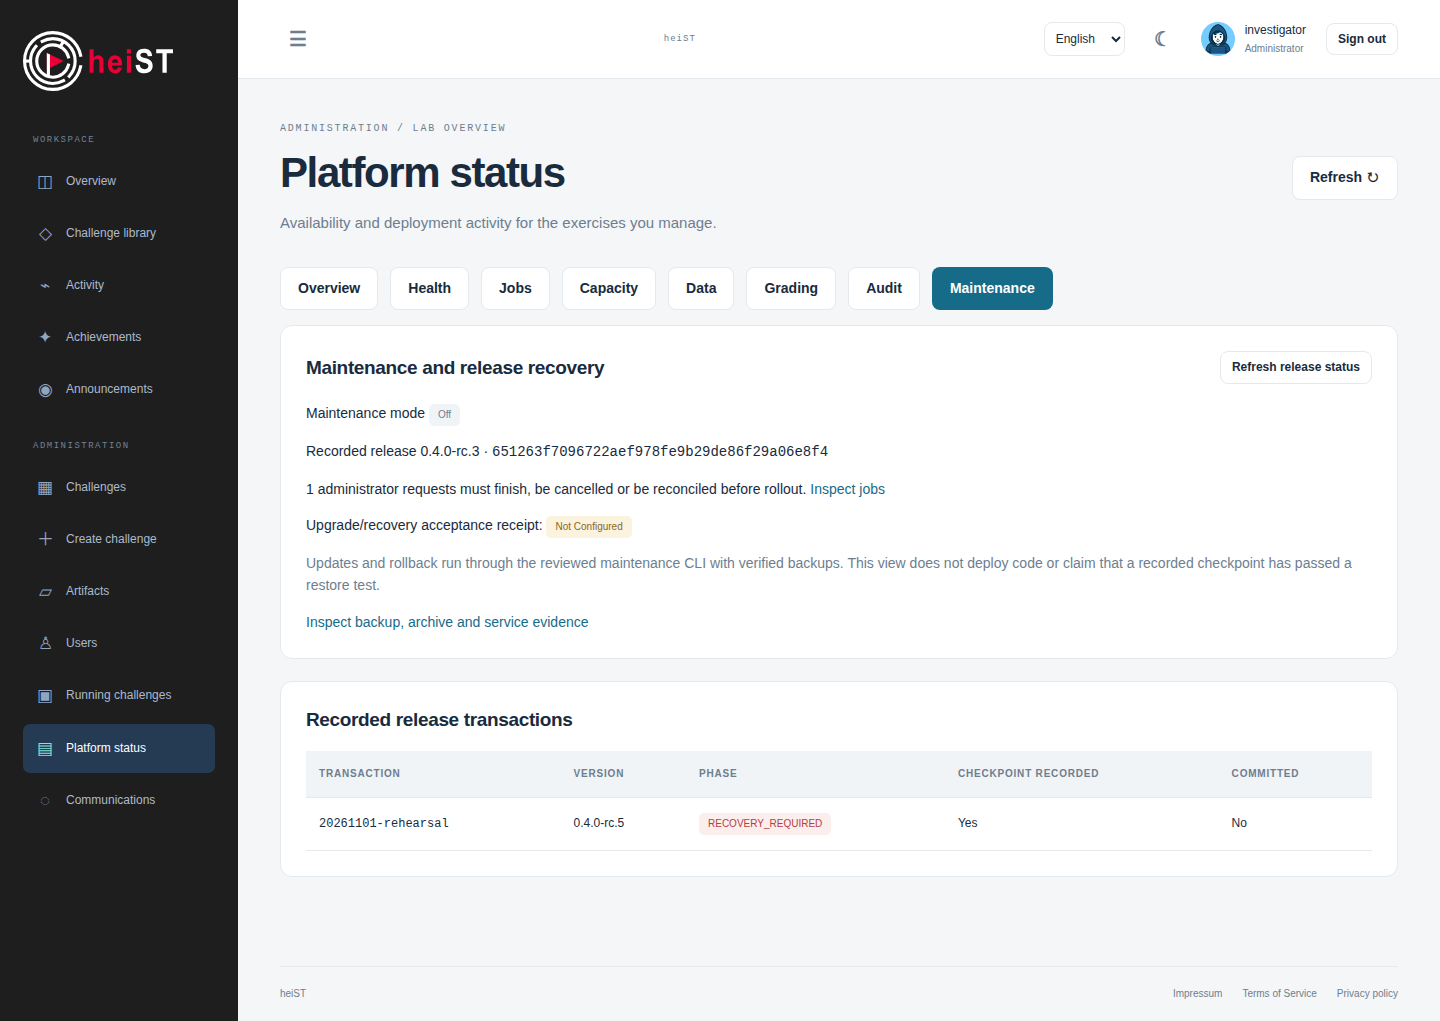 heiST
heiST
English
investigator
Administrator
Sign out
WORKSPACE
Overview
Challenge library
Activity
Achievements
Announcements
ADMINISTRATION
Challenges
Create challenge
Artifacts
Users
Running challenges
Platform status
Communications
ADMINISTRATION / LAB OVERVIEW
Platform status
Refresh ↻
Availability and deployment activity for the exercises you manage.
Overview Health Jobs Capacity Data Grading Audit Maintenance
Maintenance and release recovery
Refresh release status
Maintenance mode Off
Recorded release 0.4.0-rc.3 · 651263f7096722aef978fe9b29de86f29a06e8f4
1 administrator requests must finish, be cancelled or be reconciled before rollout. Inspect jobs
Upgrade/recovery acceptance receipt: Not Configured
Updates and rollback run through the reviewed maintenance CLI with verified backups. This view does not deploy code or claim that a recorded checkpoint has passed a
restore test.
Inspect backup, archive and service evidence
Recorded release transactions
TRANSACTION VERSION PHASE CHECKPOINT RECORDED COMMITTED
20261101-rehearsal 0.4.0-rc.5 RECOVERY_REQUIRED Yes No
heiST
Impressum Terms of Service Privacy policy